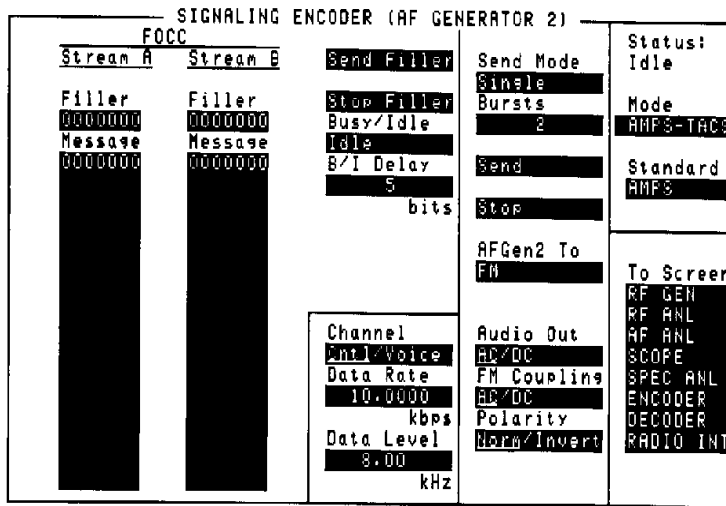 SIGNALING ENCODER (AF GENERATOR 2)
FOCC
Stream A
Stream B
Filler
0000000
Message
0000000
Filler
0000000
Message
0000000
Send Filler
Stop Filler
Busy/Idle
Idle
B/I Delay
5
bits
Channel
Cntl/Voice
Data Rate
10.0000
kbps
Data Level
8.00
kHz
Send Mode
Single
Bursts
2
Send
Stop
AFGen2 To
FM
Audio Out
AC/DC
FM Coupling
AC/DC
Polarity
Norm/Invert
Status:
Idle
Mode
AMPS-TACS
Standard
AMPS
To Screen
RF GEN
RF ANL
AF ANL
SCOPE
SPEC ANL
ENCODER
DECODER
RADIO INT